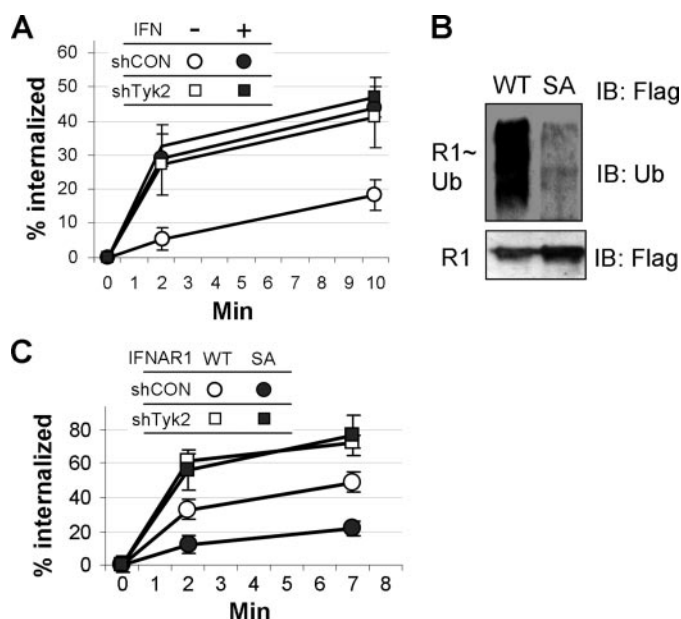 A
IFN - +
shCON
shTyk2
% internalized
60
50
40
30
20
10
0
0 1 2 3 4 5 6 7 8 9 10
Min
B
WT SA
IB: Flag
R1~
Ub
IB: Ub
R1
IB: Flag
C
IFNAR1 WT SA
shCON
shTyk2
% internalized
80
60
40
20
0
0 1 2 3 4 5 6 7 8
Min